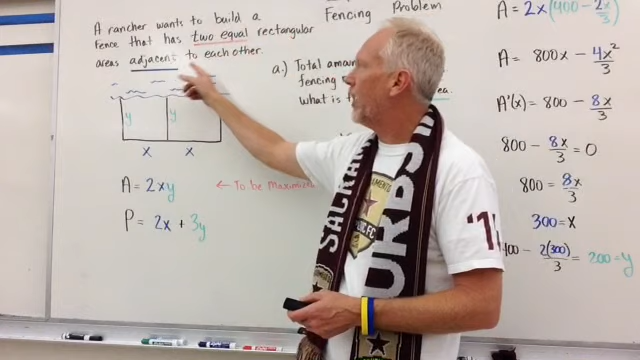 A rancher wants to build a
Fence that has two equal rectangular
areas adjacent to each other.
Fencing Problem
a.) Total
fencing
what is
y
y
x
x
A = 2xy
← To be Maximized
P = 2x + 3y
A = 2x(400 - 2x/3)
A = 800x - 4x²/3
A'(x) = 800 - 8x/3
800 - 8x/3 = 0
800 = 8x/3
300 = x
400 - 2(300)/3 = 200 = y
SACRAMENTO
REPUBLIC FC
URBS
'1